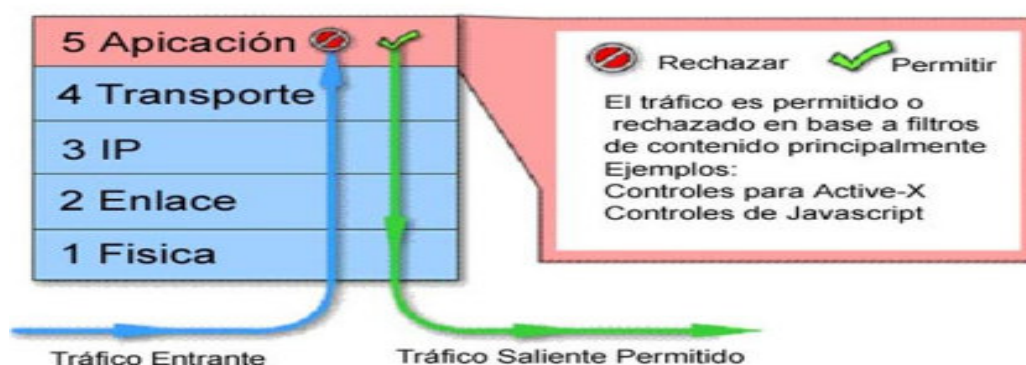 5 Apicación
4 Transporte
3 IP
2 Enlace
1 Fisica
Rechazar
Permitir
El tráfico es permitido o
rechazado en base a filtros
de contenido principalmente
Ejemplos:
Controles para Active-X
Controles de Javascript
Tráfico Entrante
Tráfico Saliente Permitido